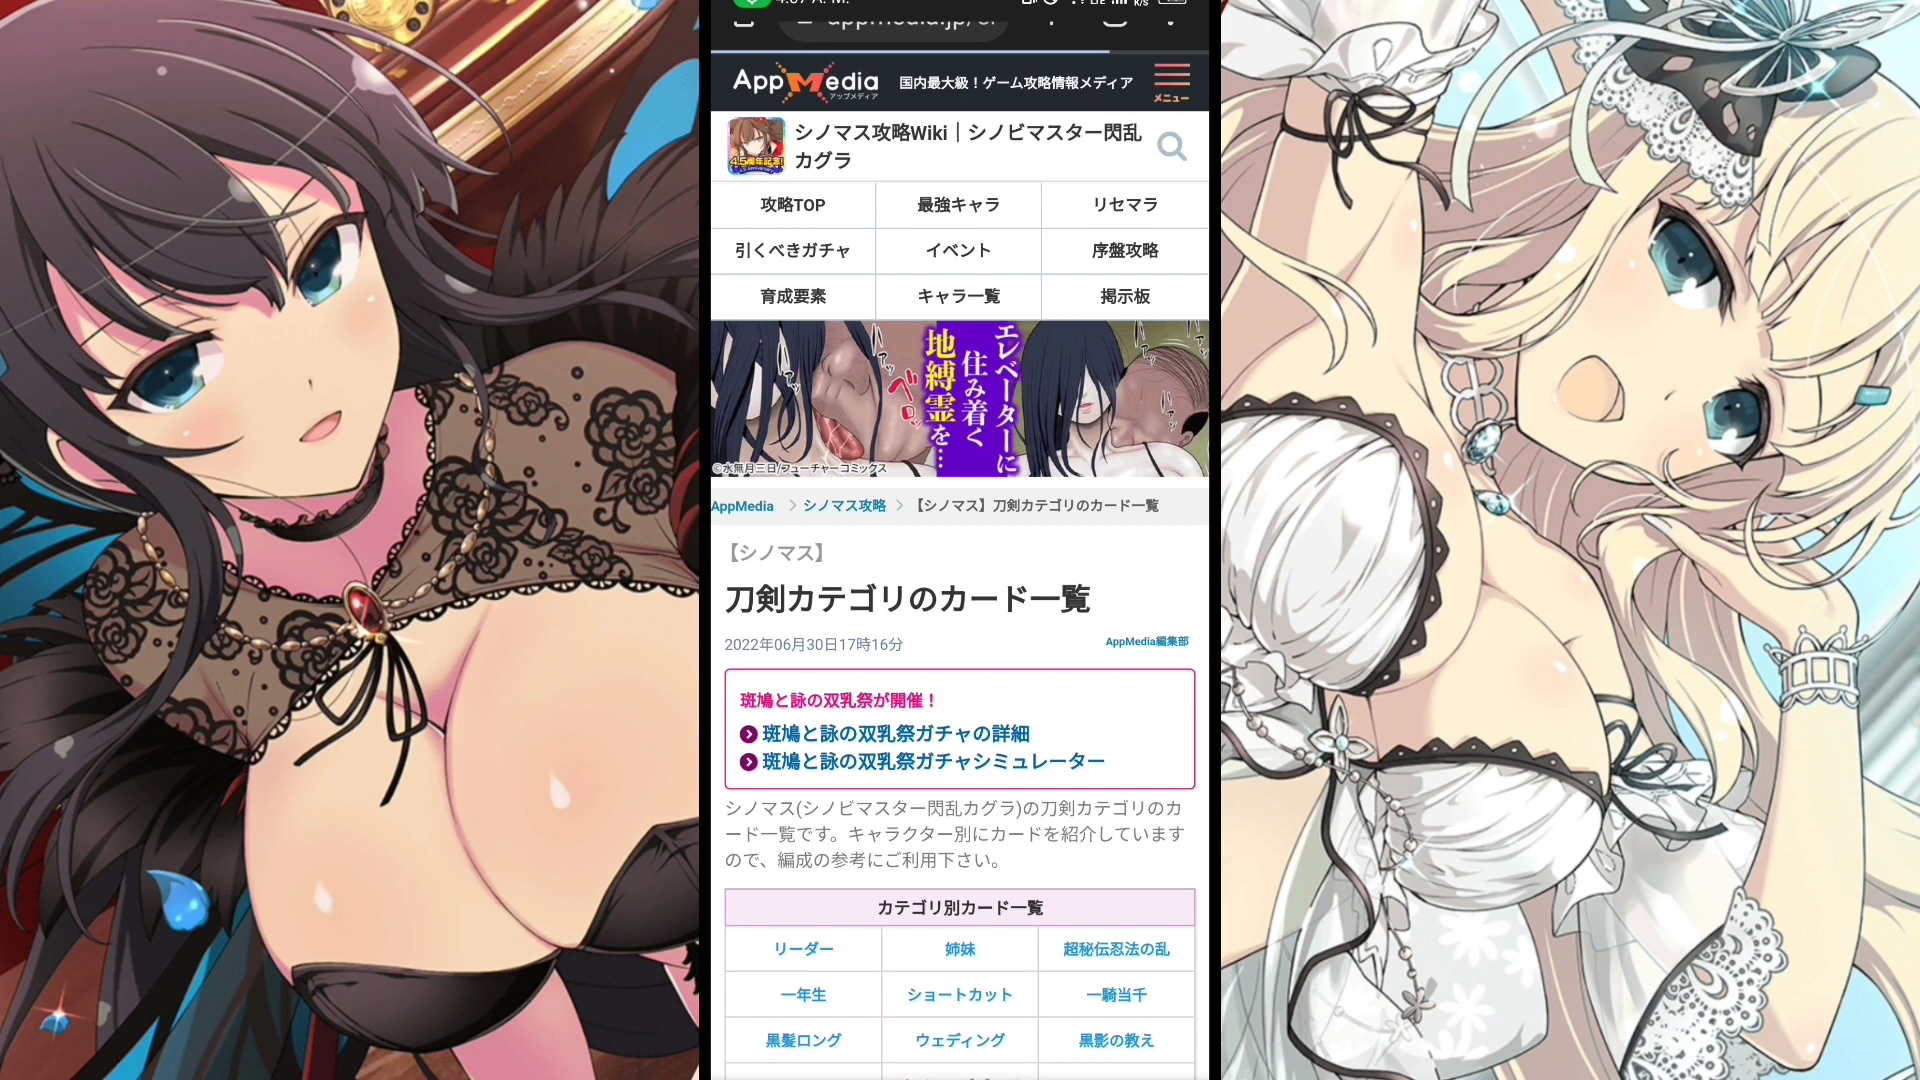 AppMedia
アップメディア
国内最大級！ゲーム攻略情報メディア
メニュー
4.5周年記念！
シノマス攻略Wiki｜シノビマスター閃乱
カグラ
攻略TOP 最強キャラ リセマラ
引くべきガチャ イベント 序盤攻略
育成要素 キャラ一覧 掲示板
エレベーターに
住み着く
地縛霊を…
ベロ
©水無月三日/フューチャーコミックス
AppMedia > シノマス攻略 > 【シノマス】刀剣カテゴリのカード一覧
【シノマス】
刀剣カテゴリのカード一覧
2022年06月30日17時16分
AppMedia編集部
斑鳩と詠の双乳祭が開催！
斑鳩と詠の双乳祭ガチャの詳細
斑鳩と詠の双乳祭ガチャシミュレーター
シノマス(シノビマスター閃乱カグラ)の刀剣カテゴリのカ
ード一覧です。キャラクター別にカードを紹介しています
ので、編成の参考にご利用下さい。
カテゴリ別カード一覧
リーダー 姉妹 超秘伝忍法の乱
一年生 ショートカット 一騎当千
黒髪ロング ウェディング 黒影の教え